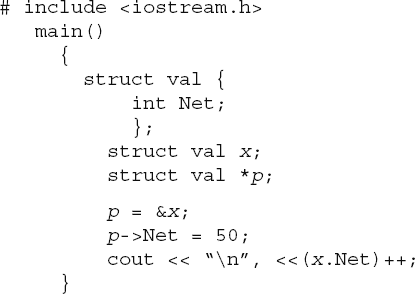 # include <iostream.h>
main()
{
struct val {
int Net;
};
struct val x;
struct val *p;
p = &x;
p->Net = 50;
cout << “\n”, <<(x.Net)++;
}